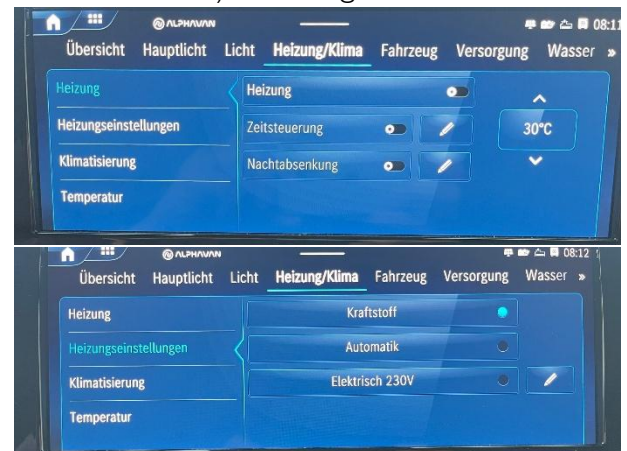 ALPHAVAN 08:11
Übersicht Hauptlicht Licht Heizung/Klima Fahrzeug Versorgung Wasser »
Heizung Heizung
Heizungseinstellungen Zeitsteuerung 30°C
Klimatisierung Nachtabsenkung
Temperatur
ALPHAVAN 08:12
Übersicht Hauptlicht Licht Heizung/Klima Fahrzeug Versorgung Wasser »
Heizung Kraftstoff
Heizungseinstellungen Automatik
Klimatisierung Elektrisch 230V
Temperatur